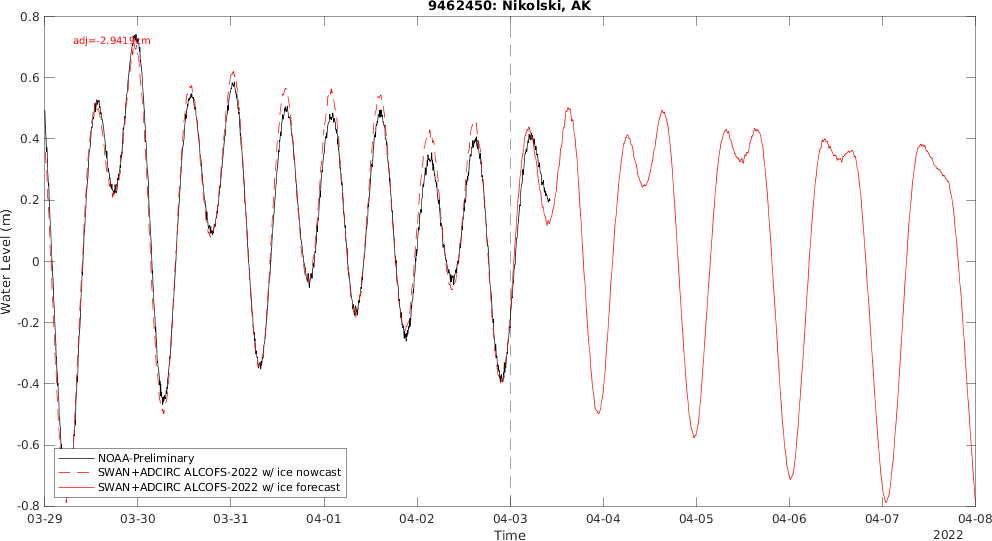 9462450: Nikolski, AK
0.8
adj=-2.9419cm
0.6
0.4
0.2
0
-0.2
-0.4
-0.6
-0.8
Water Level (m)
NOAA-Preliminary
SWAN+ADCIRC ALCOFS-2022 w/ ice nowcast
SWAN+ADCIRC ALCOFS-2022 w/ ice forecast
03-29 03-30 03-31 04-01 04-02 04-03 04-04 04-05 04-06 04-07 04-08
Time
2022